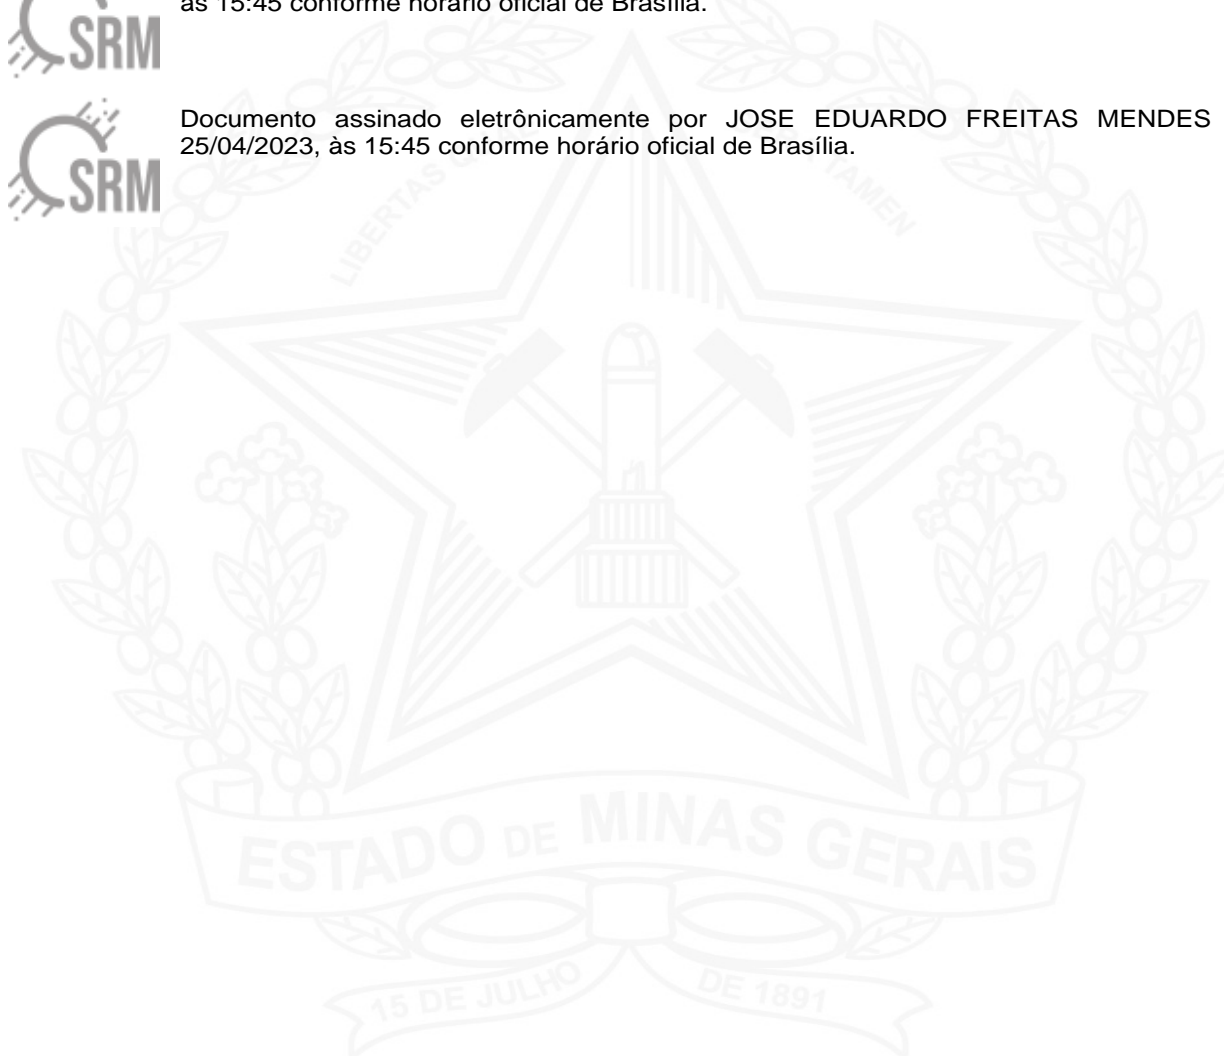 às 15:45 conforme horário oficial de Brasília.
SRM
Documento assinado eletrônicamente por JOSE EDUARDO FREITAS MENDES
25/04/2023, às 15:45 conforme horário oficial de Brasília.
SRM
LIBERTAS
TAMEN
ESTADO DE MINAS GERAIS
15 DE JULHO DE 1891